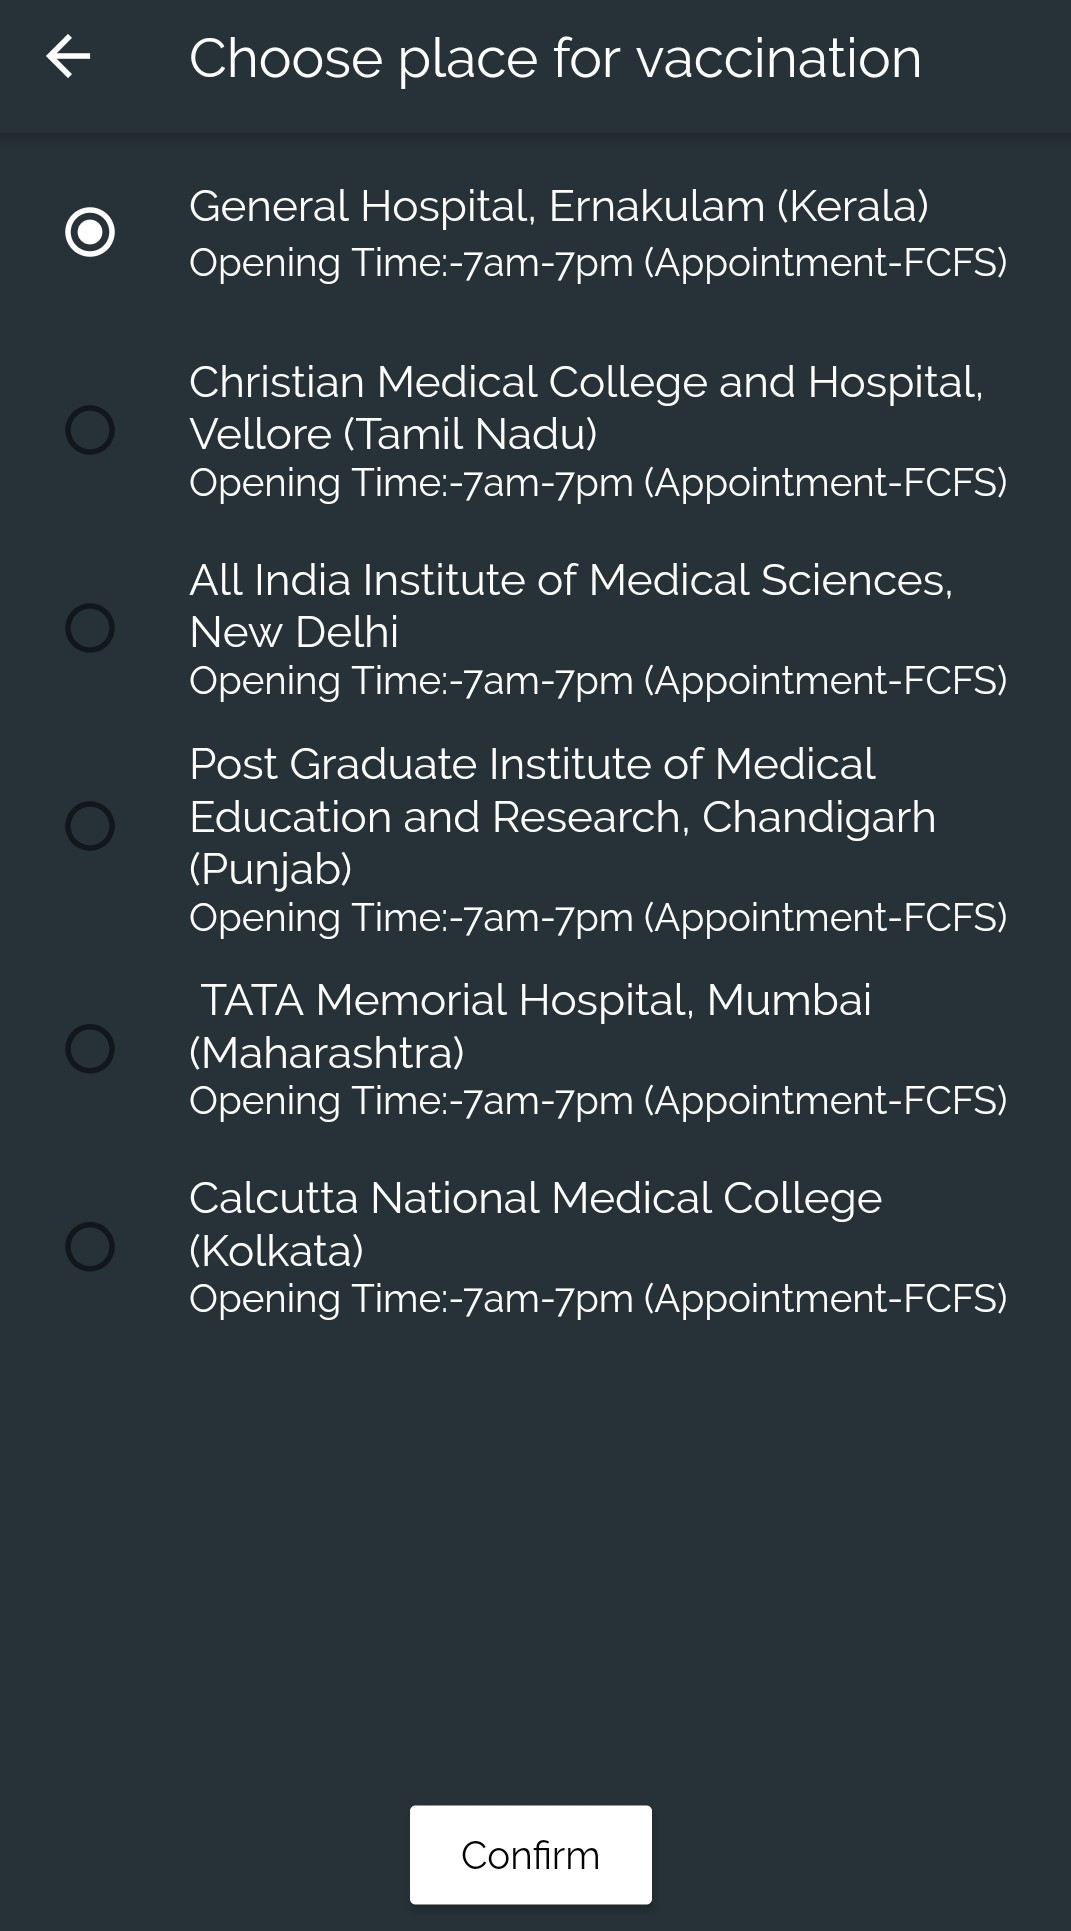 Choose place for vaccination
General Hospital, Ernakulam (Kerala)
Opening Time:-7am-7pm (Appointment-FCFS)
Christian Medical College and Hospital,
Vellore (Tamil Nadu)
Opening Time:-7am-7pm (Appointment-FCFS)
All India Institute of Medical Sciences,
New Delhi
Opening Time:-7am-7pm (Appointment-FCFS)
Post Graduate Institute of Medical
Education and Research, Chandigarh
(Punjab)
Opening Time:-7am-7pm (Appointment-FCFS)
TATA Memorial Hospital, Mumbai
(Maharashtra)
Opening Time:-7am-7pm (Appointment-FCFS)
Calcutta National Medical College
(Kolkata)
Opening Time:-7am-7pm (Appointment-FCFS)
Confirm